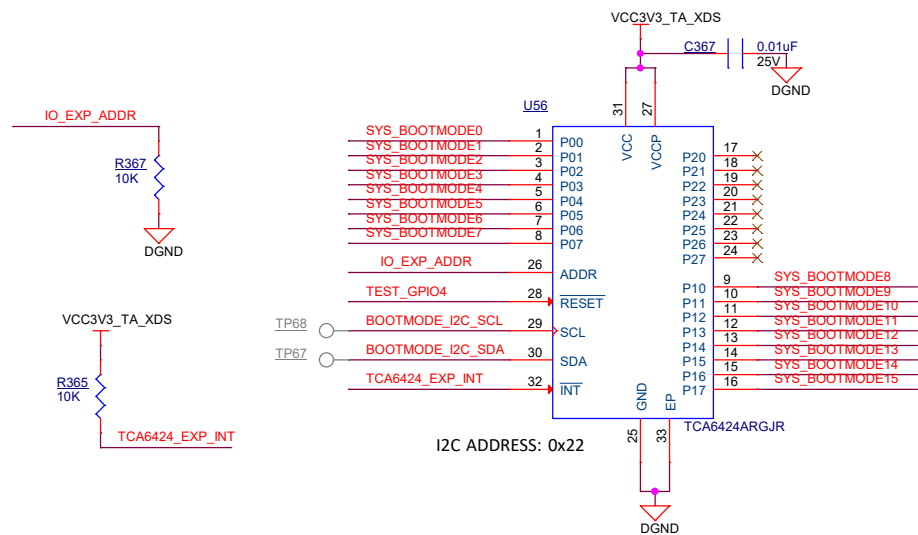 VCC3V3_TA_XDS
C367
0.01uF
25V
DGND
IO_EXP_ADDR
R367
10K
DGND
VCC3V3_TA_XDS
R365
10K
TCA6424_EXP_INT
U56
31
27
VCC
VCCP
SYS_BOOTMODE0 1 P00
SYS_BOOTMODE1 2 P01
SYS_BOOTMODE2 3 P02
SYS_BOOTMODE3 4 P03
SYS_BOOTMODE4 5 P04
SYS_BOOTMODE5 6 P05
SYS_BOOTMODE6 7 P06
SYS_BOOTMODE7 8 P07
IO_EXP_ADDR 26 ADDR
TEST_GPIO4 28 RESET
TP68 BOOTMODE_I2C_SCL 29 SCL
TP67 BOOTMODE_I2C_SDA 30 SDA
TCA6424_EXP_INT 32 INT
P20 17
P21 18
P22 19
P23 20
P24 21
P25 22
P26 23
P27 24
P10 9 SYS_BOOTMODE8
P11 10 SYS_BOOTMODE9
P12 11 SYS_BOOTMODE10
P13 12 SYS_BOOTMODE11
P14 13 SYS_BOOTMODE12
P15 14 SYS_BOOTMODE13
P16 15 SYS_BOOTMODE14
P17 16 SYS_BOOTMODE15
GND
EP
25
33
TCA6424ARGJR
I2C ADDRESS: 0x22
DGND